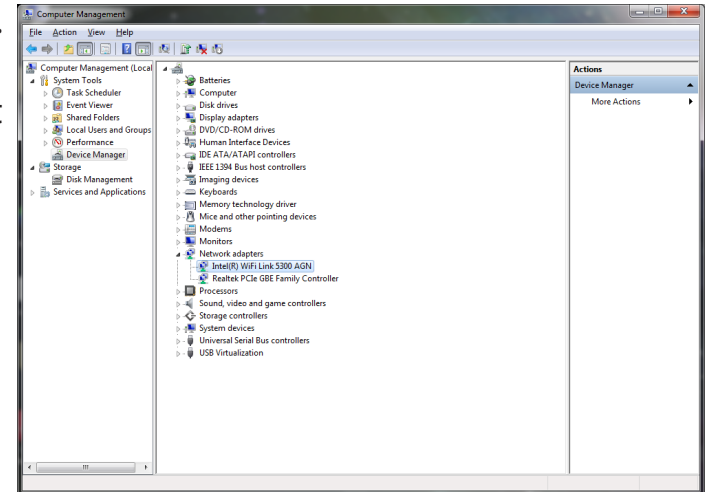 Computer Management
File Action View Help
Computer Management (Local
System Tools
Task Scheduler
Event Viewer
Shared Folders
Local Users and Groups
Performance
Device Manager
Storage
Disk Management
Services and Applications
Batteries
Computer
Disk drives
Display adapters
DVD/CD-ROM drives
Human Interface Devices
IDE ATA/ATAPI controllers
IEEE 1394 Bus host controllers
Imaging devices
Keyboards
Memory technology driver
Mice and other pointing devices
Modems
Monitors
Network adapters
Intel(R) WiFi Link 5300 AGN
Realtek PCIe GBE Family Controller
Processors
Sound, video and game controllers
Storage controllers
System devices
Universal Serial Bus controllers
USB Virtualization
Actions
Device Manager
More Actions